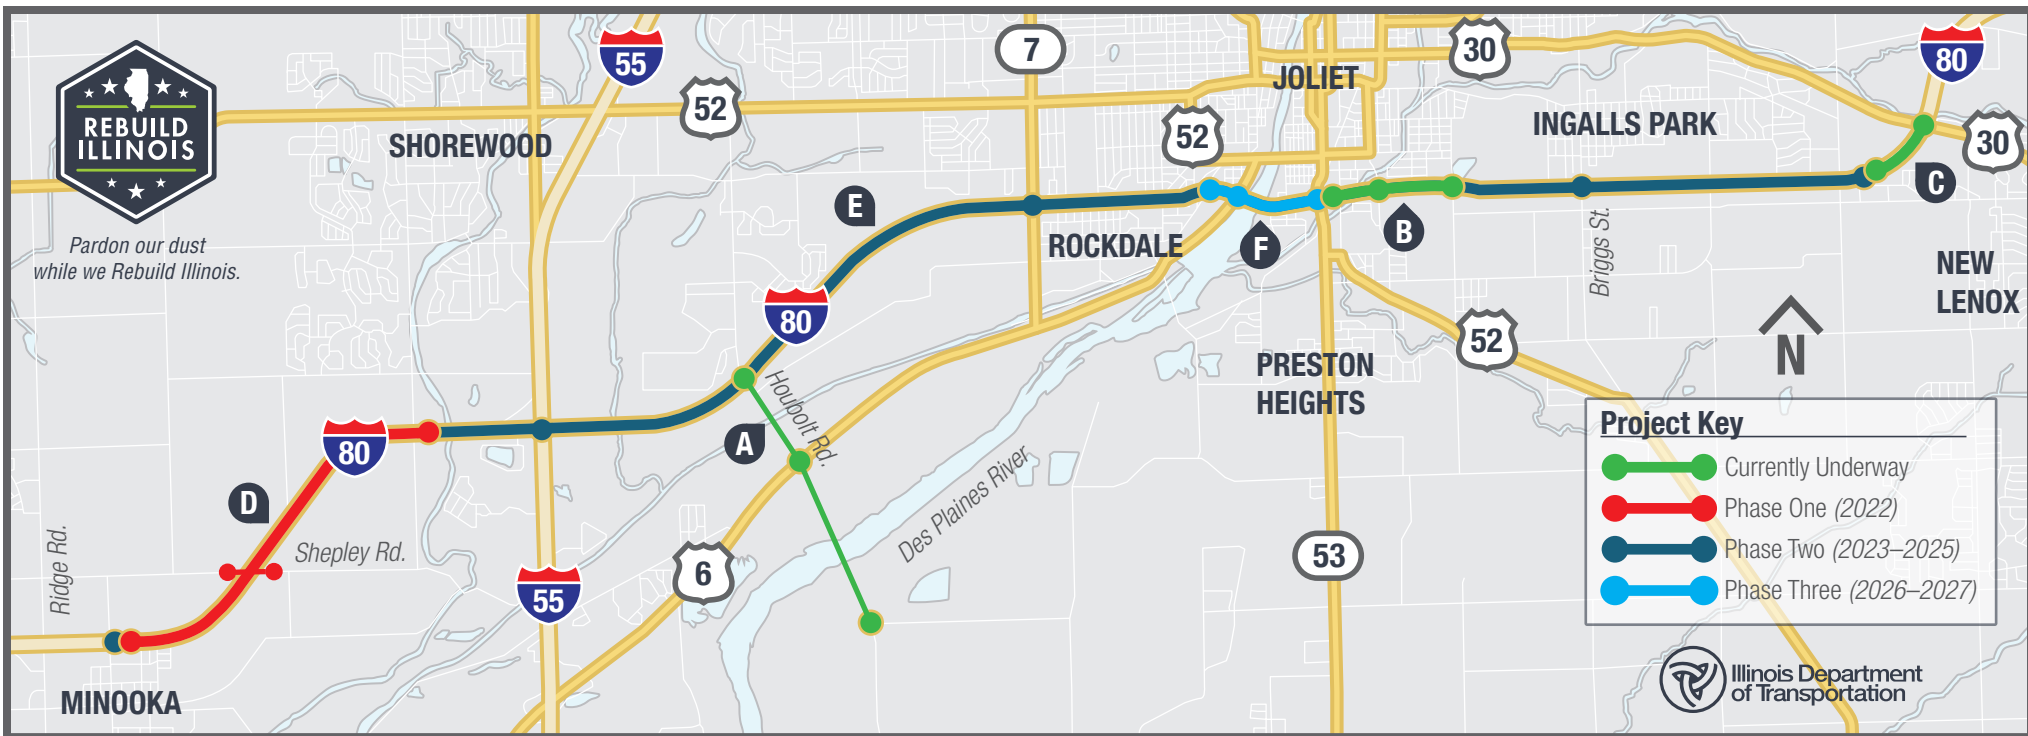 REBUILD
ILLINOIS
Pardon our dust
while we Rebuild Illinois.
55
7
30
80
52
JOLIET
SHOREWOOD
52
INGALLS PARK
30
E
C
ROCKDALE
F
B
Briggs St.
NEW
LENOX
80
N
52
PRESTON
HEIGHTS
Houbolt Rd.
A
80
D
Des Plaines River
Shepley Rd.
Ridge Rd.
6
55
53
MINOOKA
Project Key
Currently Underway
Phase One (2022)
Phase Two (2023–2025)
Phase Three (2026–2027)
Illinois Department
of Transportation